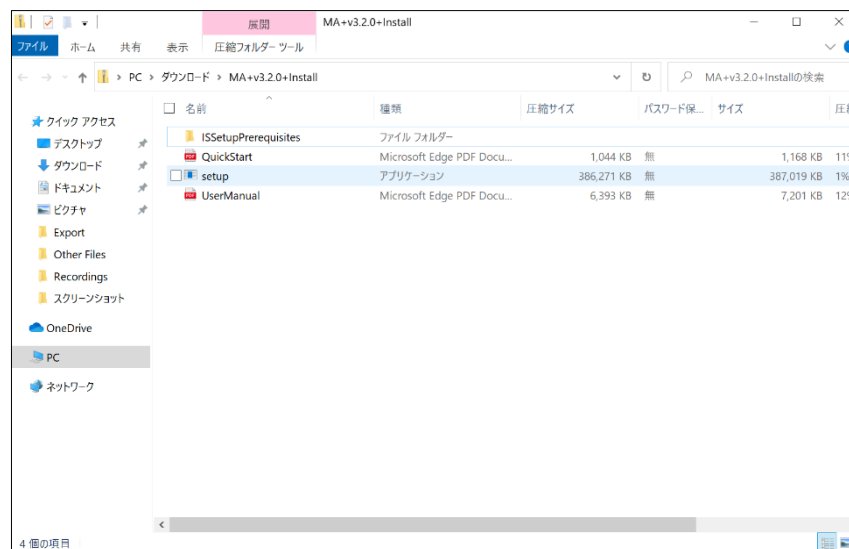 展開
MA+v3.2.0+Install
ファイル ホーム 共有 表示 圧縮フォルダー ツール
PC › ダウンロード › MA+v3.2.0+Install
MA+v3.2.0+Installの検索
名前 種類 圧縮サイズ パスワード保... サイズ 圧
クイック アクセス
デスクトップ
ダウンロード
ドキュメント
ピクチャ
Export
Other Files
Recordings
スクリーンショット
OneDrive
PC
ネットワーク
ISSetupPrerequisites ファイル フォルダー
QuickStart Microsoft Edge PDF Docu... 1,044 KB 無 1,168 KB 11%
setup アプリケーション 386,271 KB 無 387,019 KB 1%
UserManual Microsoft Edge PDF Docu... 6,393 KB 無 7,201 KB 12%
4 個の項目